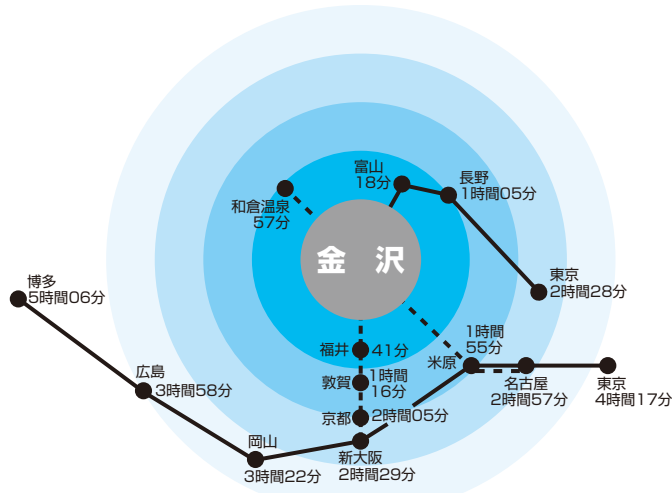 富山
18分
長野
1時間05分
和倉温泉
57分
金 沢
博多
5時間06分
東京
2時間28分
福井
41分
1時間
55分
米原
敦賀
1時間
16分
広島
3時間58分
名古屋
2時間57分
東京
4時間17分
京都
2時間05分
岡山
3時間22分
新大阪
2時間29分